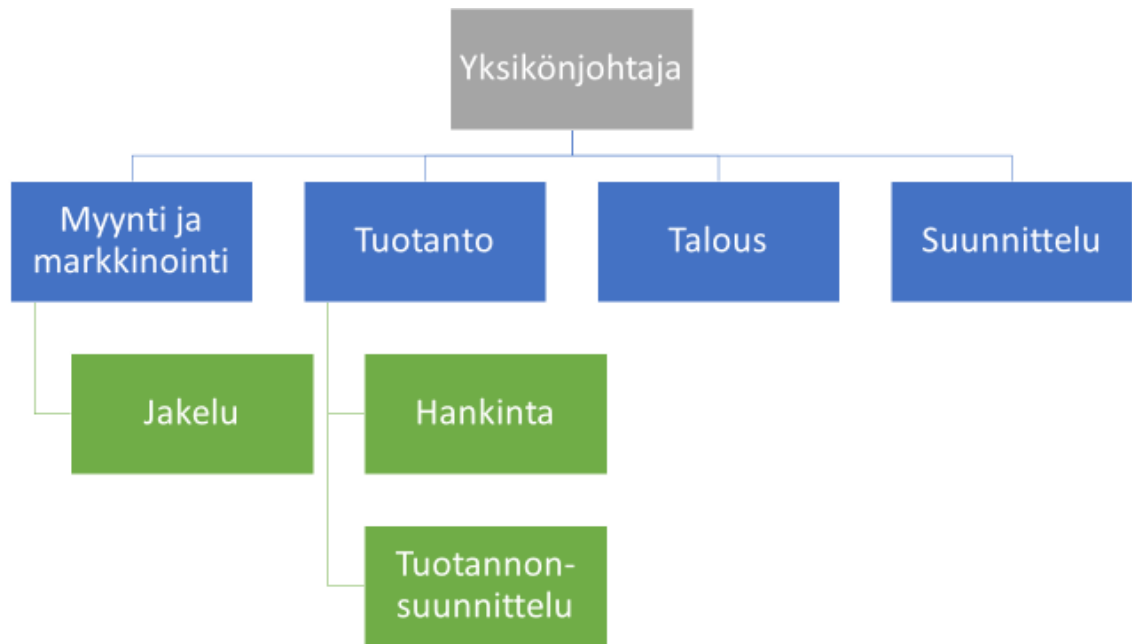 Yksikönjohtaja
Myynti ja
markkinointi
Tuotanto
Talous
Suunnittelu
Jakelu
Hankinta
Tuotannon-
suunnittelu